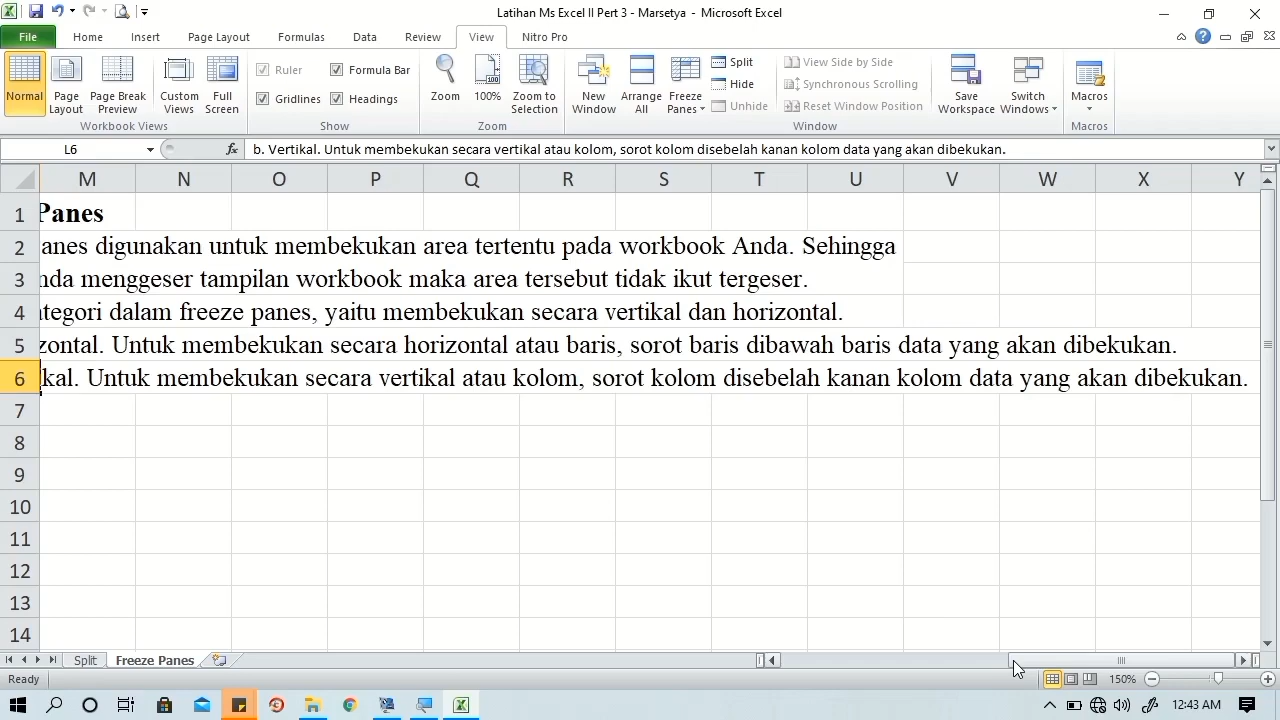 Latihan Ms Excel II Pert 3 - Marsetya - Microsoft Excel
File Home Insert Page Layout Formulas Data Review View Nitro Pro
Normal
Page Layout
Page Break Preview
Custom Views
Full Screen
Workbook Views
Ruler
Formula Bar
Gridlines
Headings
Show
Zoom
100%
Zoom to Selection
Zoom
New Window
Arrange All
Freeze Panes
Split
Hide
Unhide
View Side by Side
Synchronous Scrolling
Reset Window Position
Window
Save Workspace
Switch Windows
Macros
Macros
L6
fx
b. Vertikal. Untuk membekukan secara vertikal atau kolom, sorot kolom disebelah kanan kolom data yang akan dibekukan.
M N O P Q R S T U V W X Y
1 Panes
2 anes digunakan untuk membekukan area tertentu pada workbook Anda. Sehingga
3 nda menggeser tampilan workbook maka area tersebut tidak ikut tergeser.
4 tegori dalam freeze panes, yaitu membekukan secara vertikal dan horizontal.
5 zontal. Untuk membekukan secara horizontal atau baris, sorot baris dibawah baris data yang akan dibekukan.
6 kal. Untuk membekukan secara vertikal atau kolom, sorot kolom disebelah kanan kolom data yang akan dibekukan.
7
8
9
10
11
12
13
14
Split Freeze Panes
Ready
150%
12:43 AM